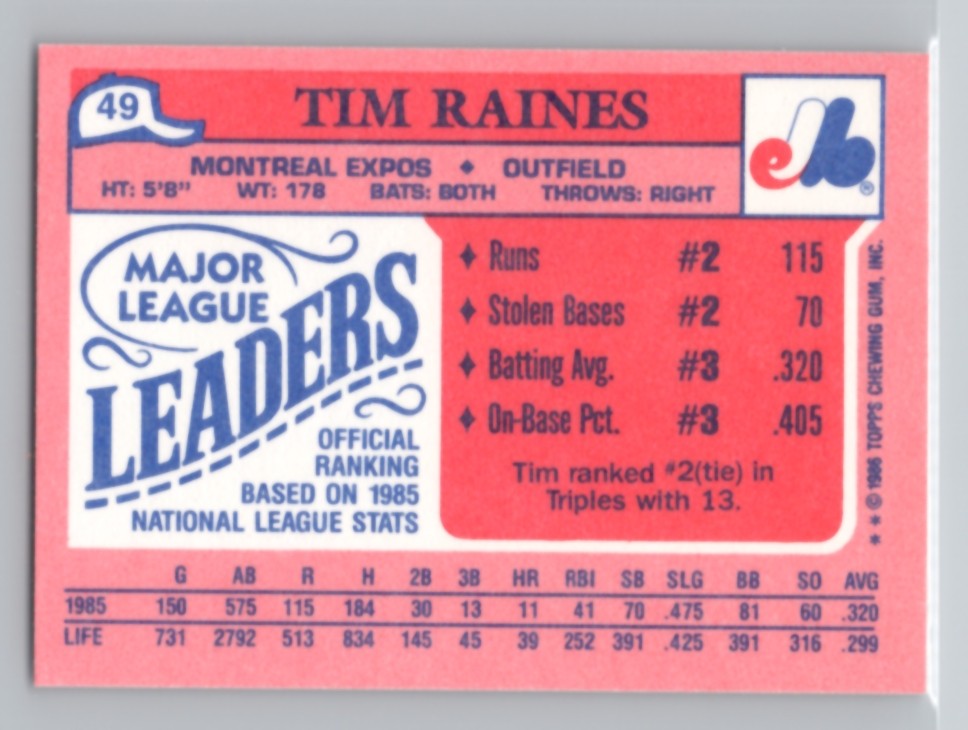 49
TIM RAINES
MONTREAL EXPOS ♦ OUTFIELD
HT: 5'8" WT: 178 BATS: BOTH THROWS: RIGHT
eb
®
MAJOR
LEAGUE
LEADERS
OFFICIAL
RANKING
BASED ON 1985
NATIONAL LEAGUE STATS
♦ Runs #2 115
♦ Stolen Bases #2 70
♦ Batting Avg. #3 .320
♦ On-Base Pct. #3 .405
Tim ranked #2(tie) in
Triples with 13.
* * © 1986 TOPPS CHEWING GUM, INC.
G AB R H 2B 3B HR RBI SB SLG BB SO AVG
1985 150 575 115 184 30 13 11 41 70 .475 81 60 .320
LIFE 731 2792 513 834 145 45 39 252 391 .425 391 316 .299